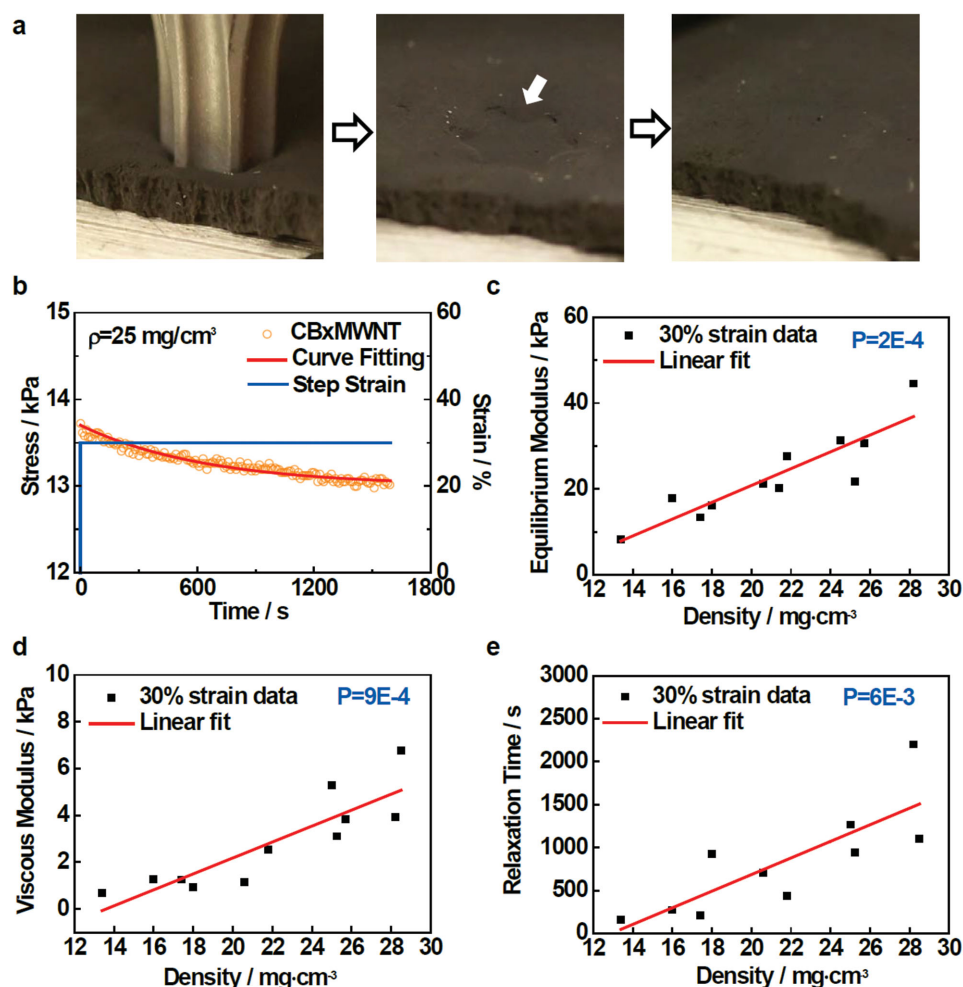 a
b
15
14
13
12
Stress / kPa
ρ=25 mg/cm³
CBxMWNT
Curve Fitting
Step Strain
60
40
20
0
Strain / %
0 600 1200 1800
Time / s
c
60
40
20
0
Equilibrium Modulus / kPa
30% strain data
Linear fit
P=2E-4
12 14 16 18 20 22 24 26 28 30
Density / mg·cm-³
d
10
8
6
4
2
0
Viscous Modulus / kPa
30% strain data
Linear fit
P=9E-4
12 14 16 18 20 22 24 26 28 30
Density / mg·cm-³
e
3000
2500
2000
1500
1000
500
0
Relaxation Time / s
30% strain data
Linear fit
P=6E-3
12 14 16 18 20 22 24 26 28 30
Density / mg·cm-³